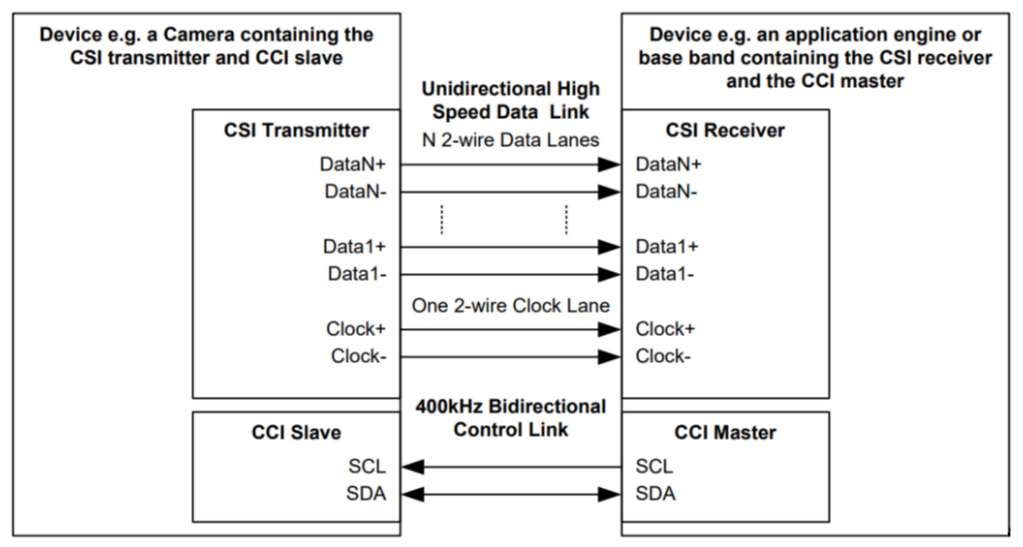 Device e.g. a Camera containing the
CSI transmitter and CCI slave
Device e.g. an application engine or
base band containing the CSI receiver
and the CCI master
Unidirectional High
Speed Data Link
N 2-wire Data Lanes
CSI Transmitter
CSI Receiver
DataN+
DataN+
DataN-
DataN-
Data1+
Data1+
Data1-
Data1-
One 2-wire Clock Lane
Clock+
Clock+
Clock-
Clock-
400kHz Bidirectional
Control Link
CCI Slave
CCI Master
SCL
SCL
SDA
SDA